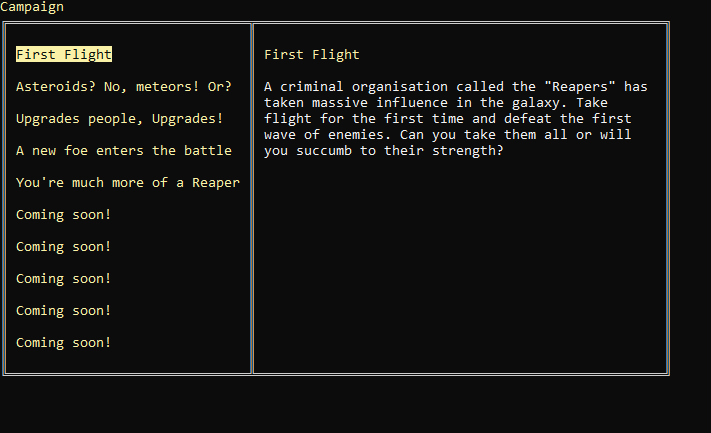 Campaign
First Flight
Asteroids? No, meteors! Or?
Upgrades people, Upgrades!
A new foe enters the battle
You're much more of a Reaper
Coming soon!
Coming soon!
Coming soon!
Coming soon!
Coming soon!
First Flight
A criminal organisation called the "Reapers" has
taken massive influence in the galaxy. Take
flight for the first time and defeat the first
wave of enemies. Can you take them all or will
you succumb to their strength?